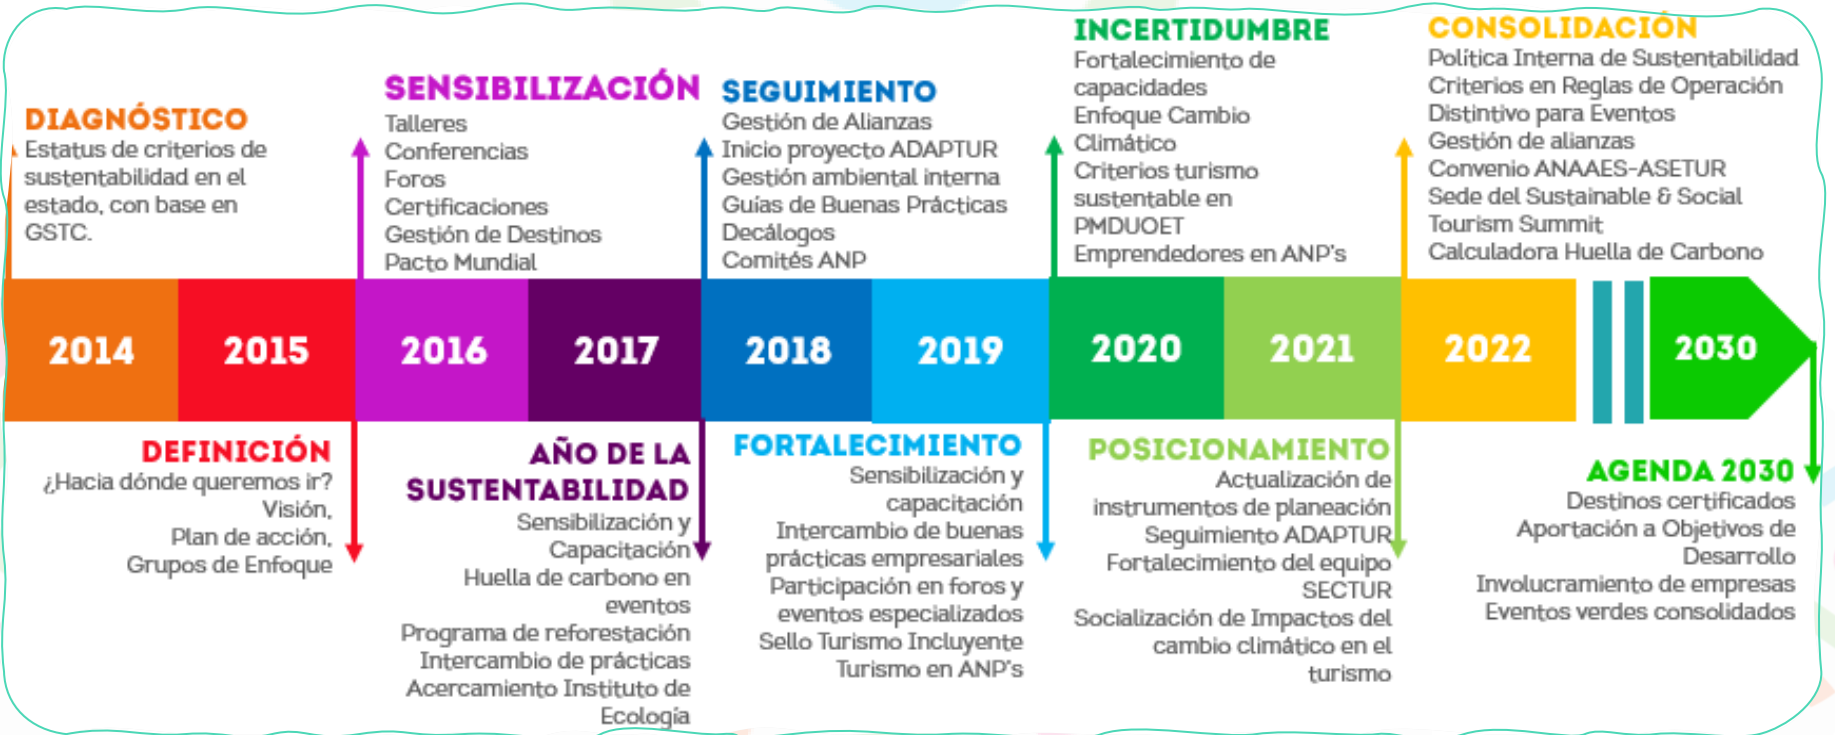 DIAGNÓSTICO
Estatus de criterios de
sustentabilidad en el
estado, con base en
GSTC.
SENSIBILIZACIÓN
Talleres
Conferencias
Foros
Certificaciones
Gestión de Destinos
Pacto Mundial
SEGUIMIENTO
Gestión de Alianzas
Inicio proyecto ADAPTUR
Gestión ambiental interna
Guías de Buenas Prácticas
Decálogos
Comités ANP
INCERTIDUMBRE
Fortalecimiento de
capacidades
Enfoque Cambio
Climático
Criterios turismo
sustentable en
PMDUOET
Emprendedores en ANP's
CONSOLIDACIÓN
Política Interna de Sustentabilidad
Criterios en Reglas de Operación
Distintivo para Eventos
Gestión de alianzas
Convenio ANAAES-ASETUR
Sede del Sustainable & Social
Tourism Summit
Calculadora Huella de Carbono
2014
2015
2016
2017
2018
2019
2020
2021
2022
2030
DEFINICIÓN
¿Hacia dónde queremos ir?
Visión,
Plan de acción,
Grupos de Enfoque
AÑO DE LA
SUSTENTABILIDAD
Sensibilización y
Capacitación
Huella de carbono en
eventos
Programa de reforestación
Intercambio de prácticas
Acercamiento Instituto de
Ecología
FORTALECIMIENTO
Sensibilización y
capacitación
Intercambio de buenas
prácticas empresariales
Participación en foros y
eventos especializados
Sello Turismo Incluyente
Turismo en ANP's
POSICIONAMIENTO
Actualización de
instrumentos de planeación
Seguimiento ADAPTUR
Fortalecimiento del equipo
SECTUR
Socialización de Impactos del
cambio climático en el
turismo
AGENDA 2030
Destinos certificados
Aportación a Objetivos de
Desarrollo
Involucramiento de empresas
Eventos verdes consolidados